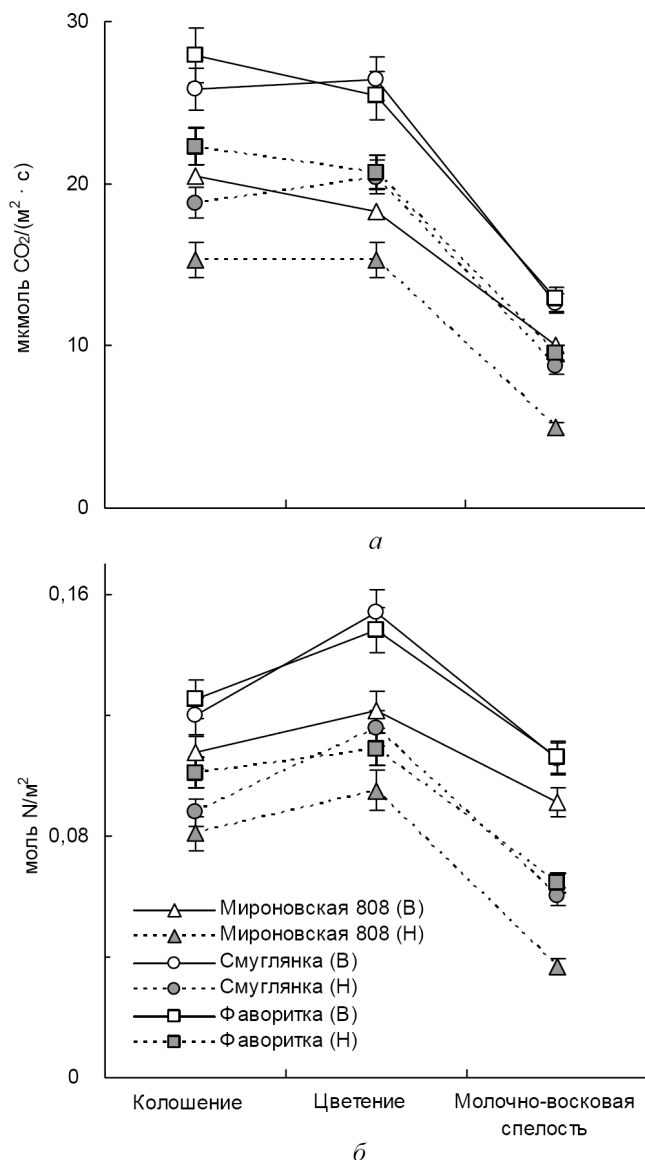 30
20
10
0
мкмоль CO₂/(м² · с)
а
0,16
0,08
0
моль N/м²
Мироновская 808 (В)
Мироновская 808 (Н)
Смуглянка (В)
Смуглянка (Н)
Фаворитка (В)
Фаворитка (Н)
Колошение
Цветение
Молочно-восковая
спелость
б